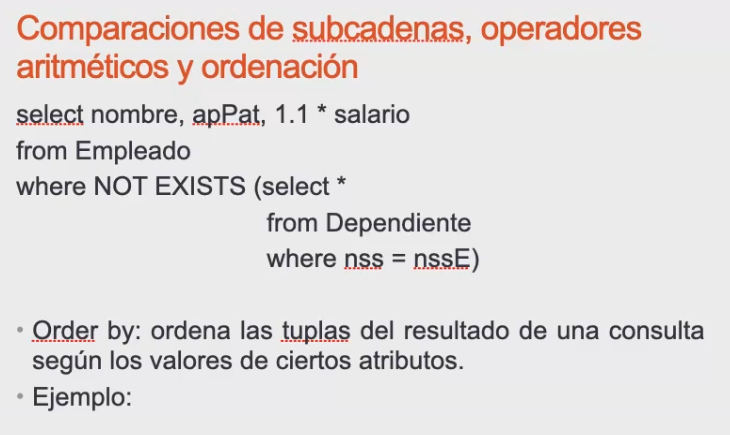 Comparaciones de subcadenas, operadores
aritméticos y ordenación
select nombre, apPat, 1.1 * salario
from Empleado
where NOT EXISTS (select *
from Dependiente
where nss = nssE)
• Order by: ordena las tuplas del resultado de una consulta
según los valores de ciertos atributos.
• Ejemplo: